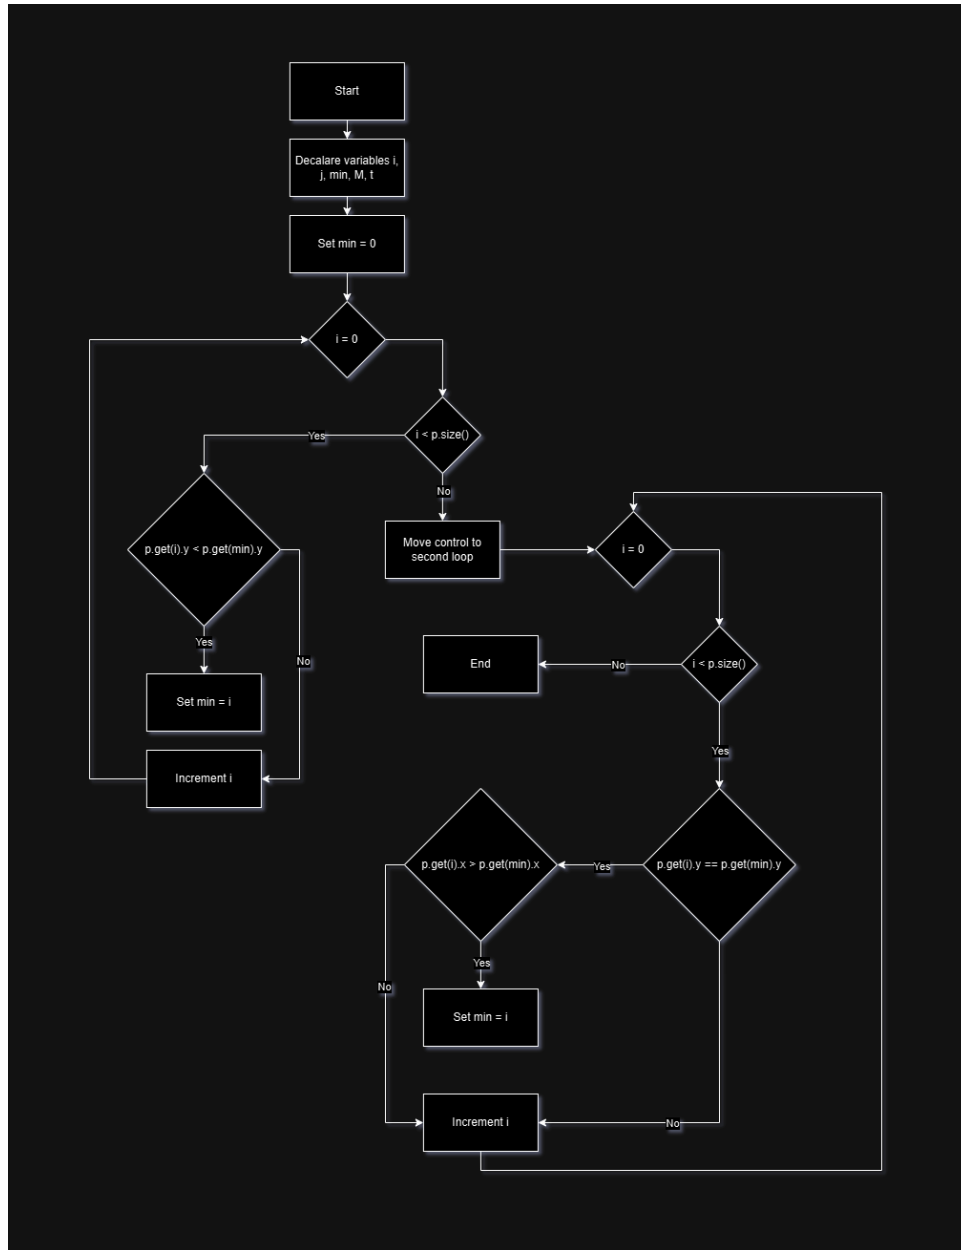 Start
Decalare variables i,
j, min, M, t
Set min = 0
i = 0
i < p.size()
Yes
No
p.get(i).y < p.get(min).y
Yes
No
Set min = i
Increment i
Move control to
second loop
i = 0
i < p.size()
No
End
Yes
p.get(i).y == p.get(min).y
Yes
p.get(i).x > p.get(min).x
Yes
No
Set min = i
No
Increment i